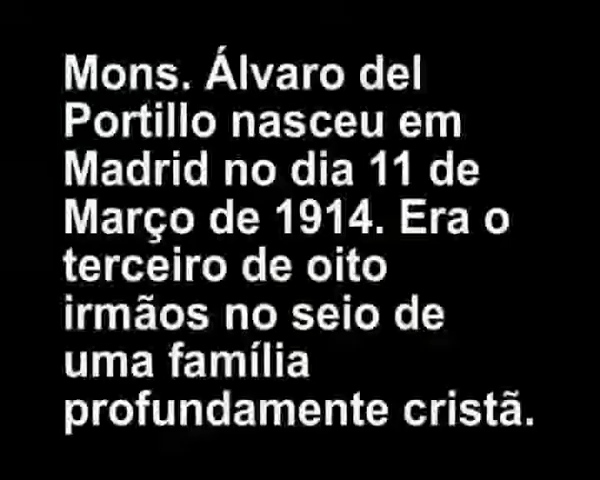 Mons. Álvaro del
Portillo nasceu em
Madrid no dia 11 de
Março de 1914. Era o
terceiro de oito
irmãos no seio de
uma família
profundamente cristã.